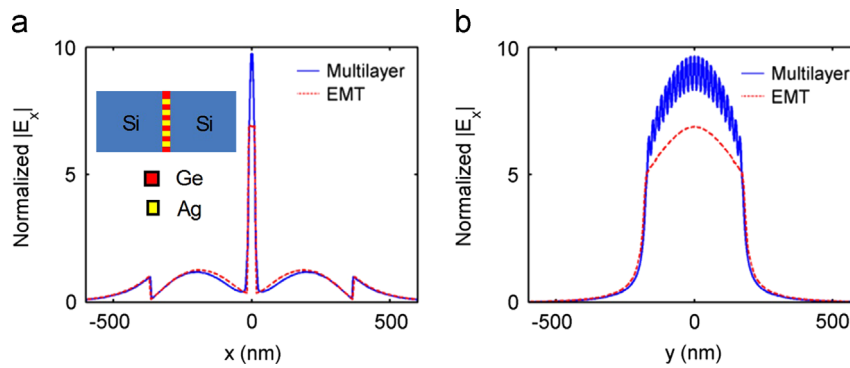 a
10
5
0
Normalized |Eₓ|
Multilayer
EMT
Si Si
Ge
Ag
-500 0 500
x (nm)
b
10
5
0
Normalized |Eₓ|
Multilayer
EMT
-500 0 500
y (nm)